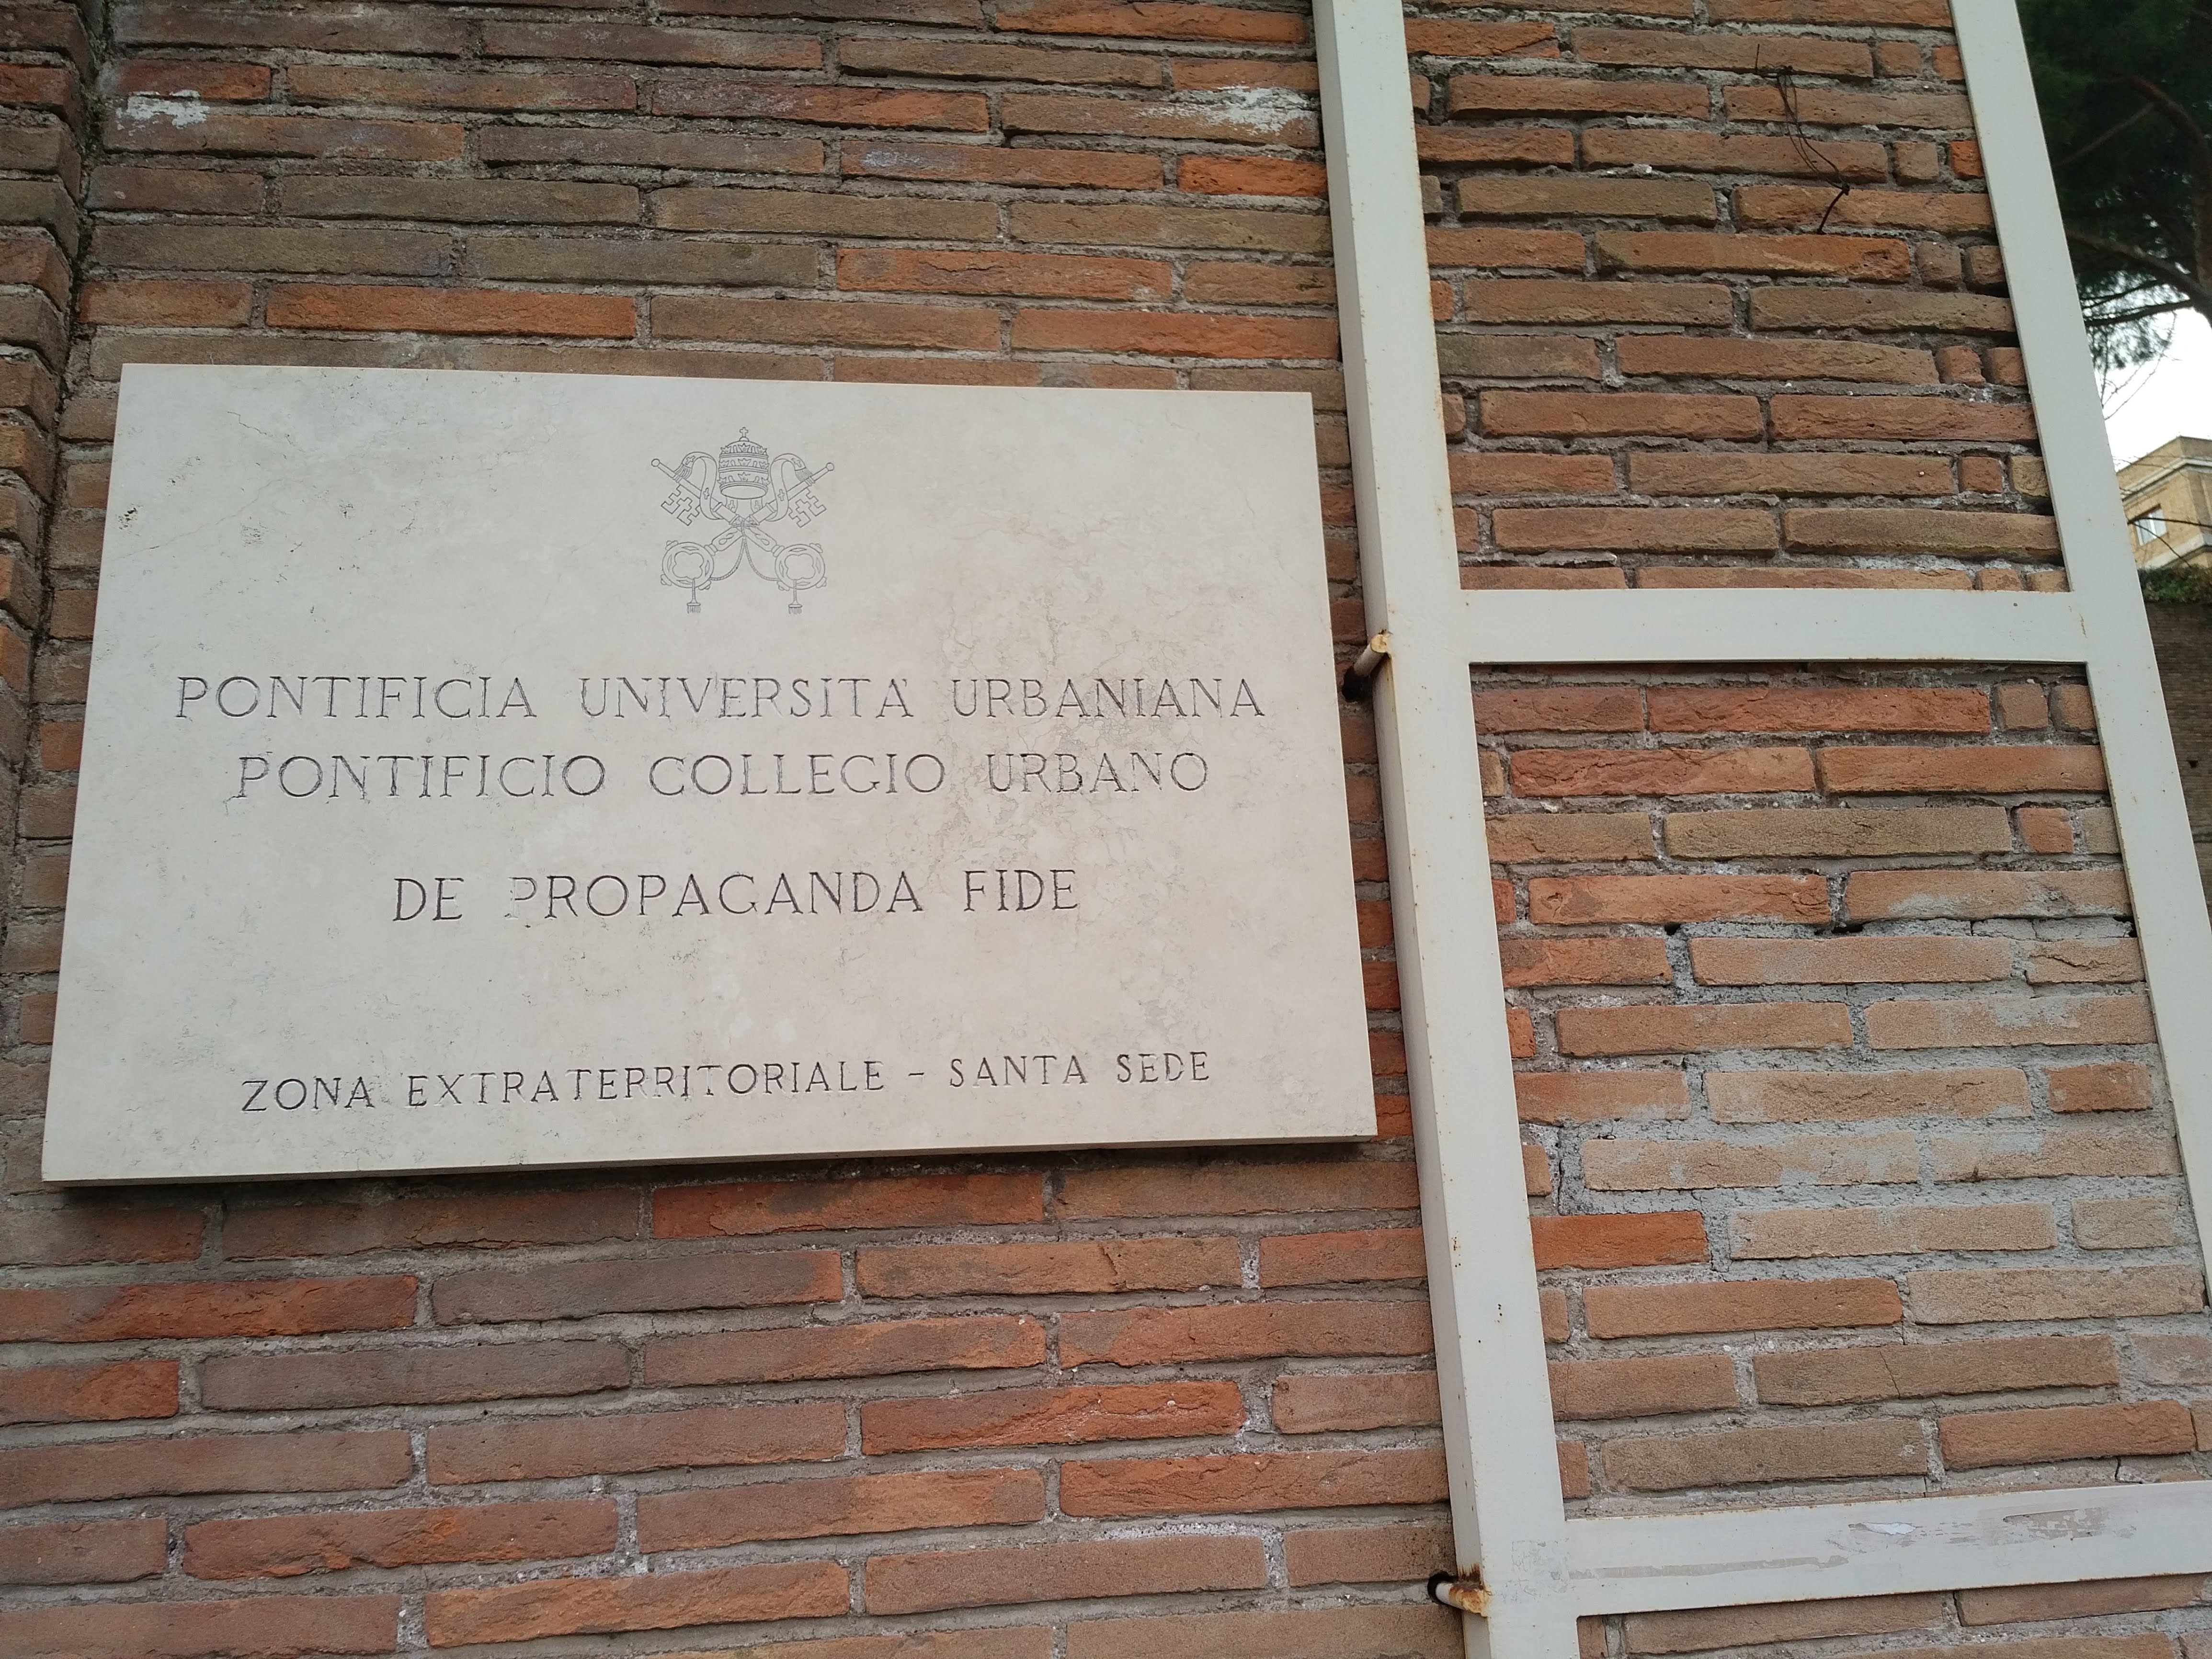 PONTIFICIA UNIVERSITA' URBANIANA
PONTIFICIO COLLEGIO URBANO
DE PROPAGANDA FIDE
ZONA EXTRATERRITORIALE - SANTA SEDE